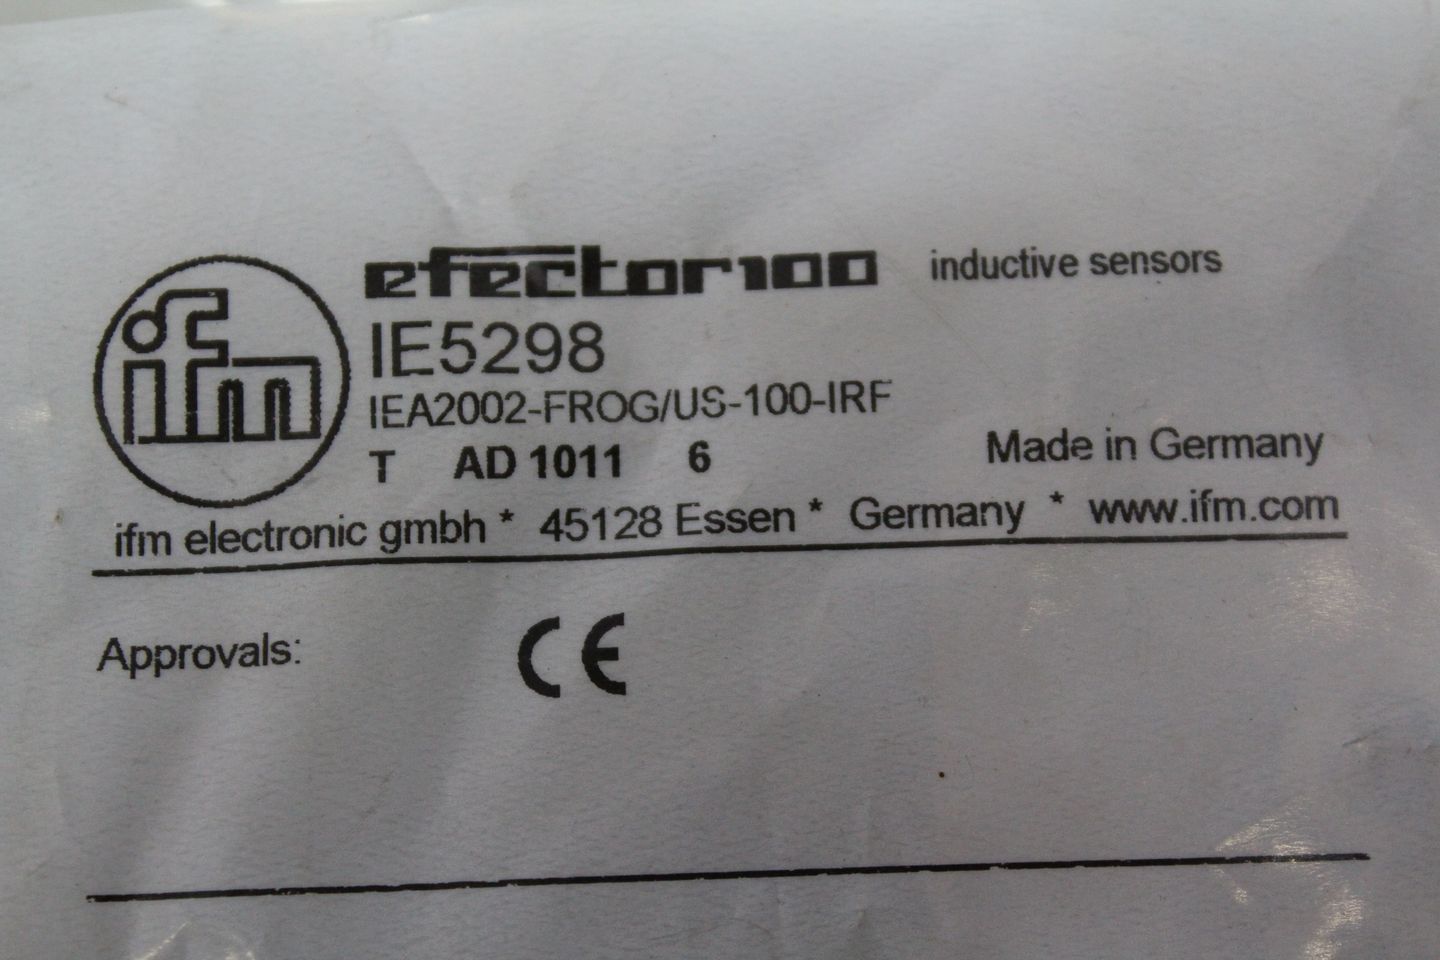 ifm
efector100 inductive sensors
IE5298
IEA2002-FROG/US-100-IRF
T AD 1011 6 Made in Germany
ifm electronic gmbh * 45128 Essen * Germany * www.ifm.com
Approvals: CE